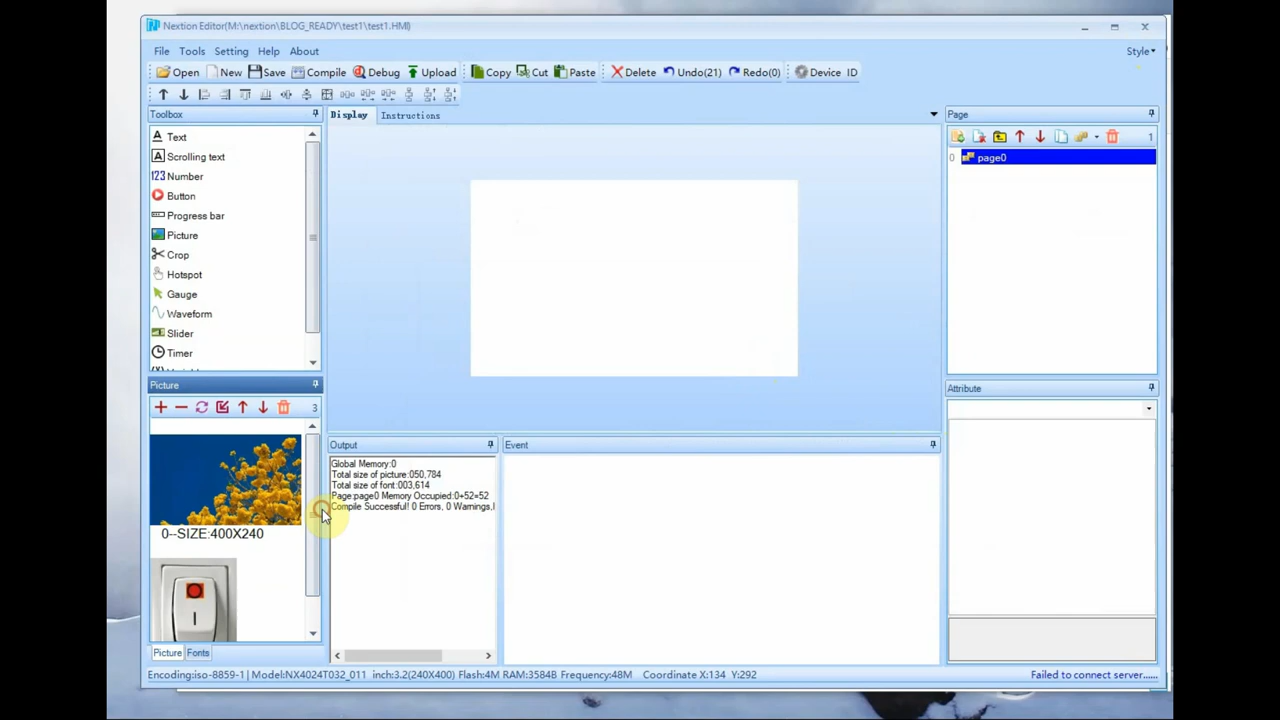 Nextion Editor(M:\nextion\BLOG_READY\test1\test1.HMI)
File Tools Setting Help About
Style
Open New Save Compile Debug Upload Copy Cut Paste Delete Undo(21) Redo(0) Device ID
Toolbox
Display Instructions
Page
Text
Scrolling text
123 Number
Button
Progress bar
Picture
Crop
Hotspot
Gauge
Waveform
Slider
Timer
1
0 page0
Picture
3
0--SIZE:400X240
Picture Fonts
Output
Global Memory:0
Total size of picture:050,784
Total size of font:003,614
Page:page0 Memory Occupied:0+52=52
Compile Successful! 0 Errors, 0 Warnings,
Event
Attribute
Encoding:iso-8859-1 Model:NX4024T032_011 inch:3.2(240X400) Flash:4M RAM:3584B Frequency:48M Coordinate X:134 Y:292
Failed to connect server......